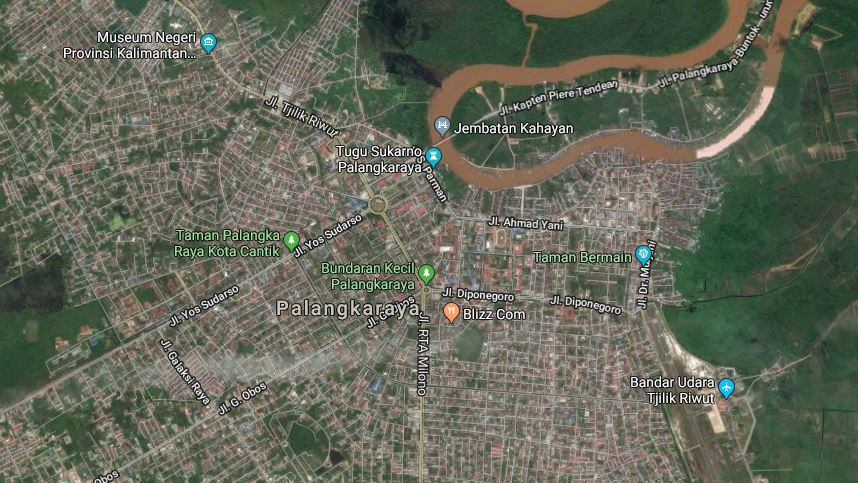 Museum Negeri
Provinsi Kalimantan...
Jl. Tjilik Riwut
Jl. Kapten Piere Tendean
Jl. Palangkaraya-Buntok
Jembatan Kahayan
Tugu Sukarno
Palangkaraya
S Parman
Jl. Ahmad Yani
Taman Palangka
Raya Kota Cantik
Jl. Yos Sudarso
Taman Bermain
Bundaran Kecil
Palangkaraya
Jl. Diponegoro
Jl. Diponegoro
Jl. Yos Sudarso
Palangkaraya
Blizz Com
Jl. RTA Milono
Jl. Galaksi Raya
Jl. G. Obos
Bandar Udara
Tjilik Riwut
Obos